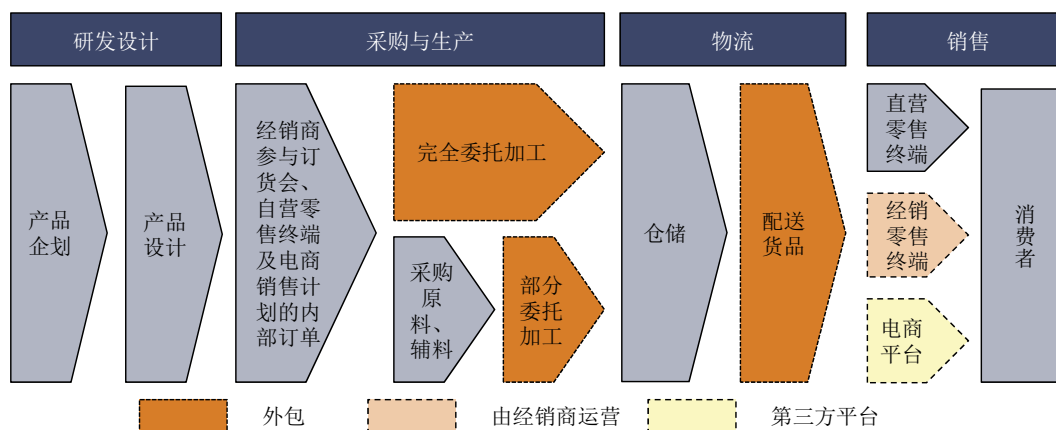 研发设计
采购与生产
物流
销售
产品
企划
产品
设计
经销商
参与订
货会、
自营零
售终端
及电商
销售计
划的内
部订单
完全委托加工
采购
原
料、
辅料
部分
委托
加工
仓储
配送
货品
直营
零售
终端
经销
零售
终端
电商
平台
消
费
者
外包
由经销商运营
第三方平台